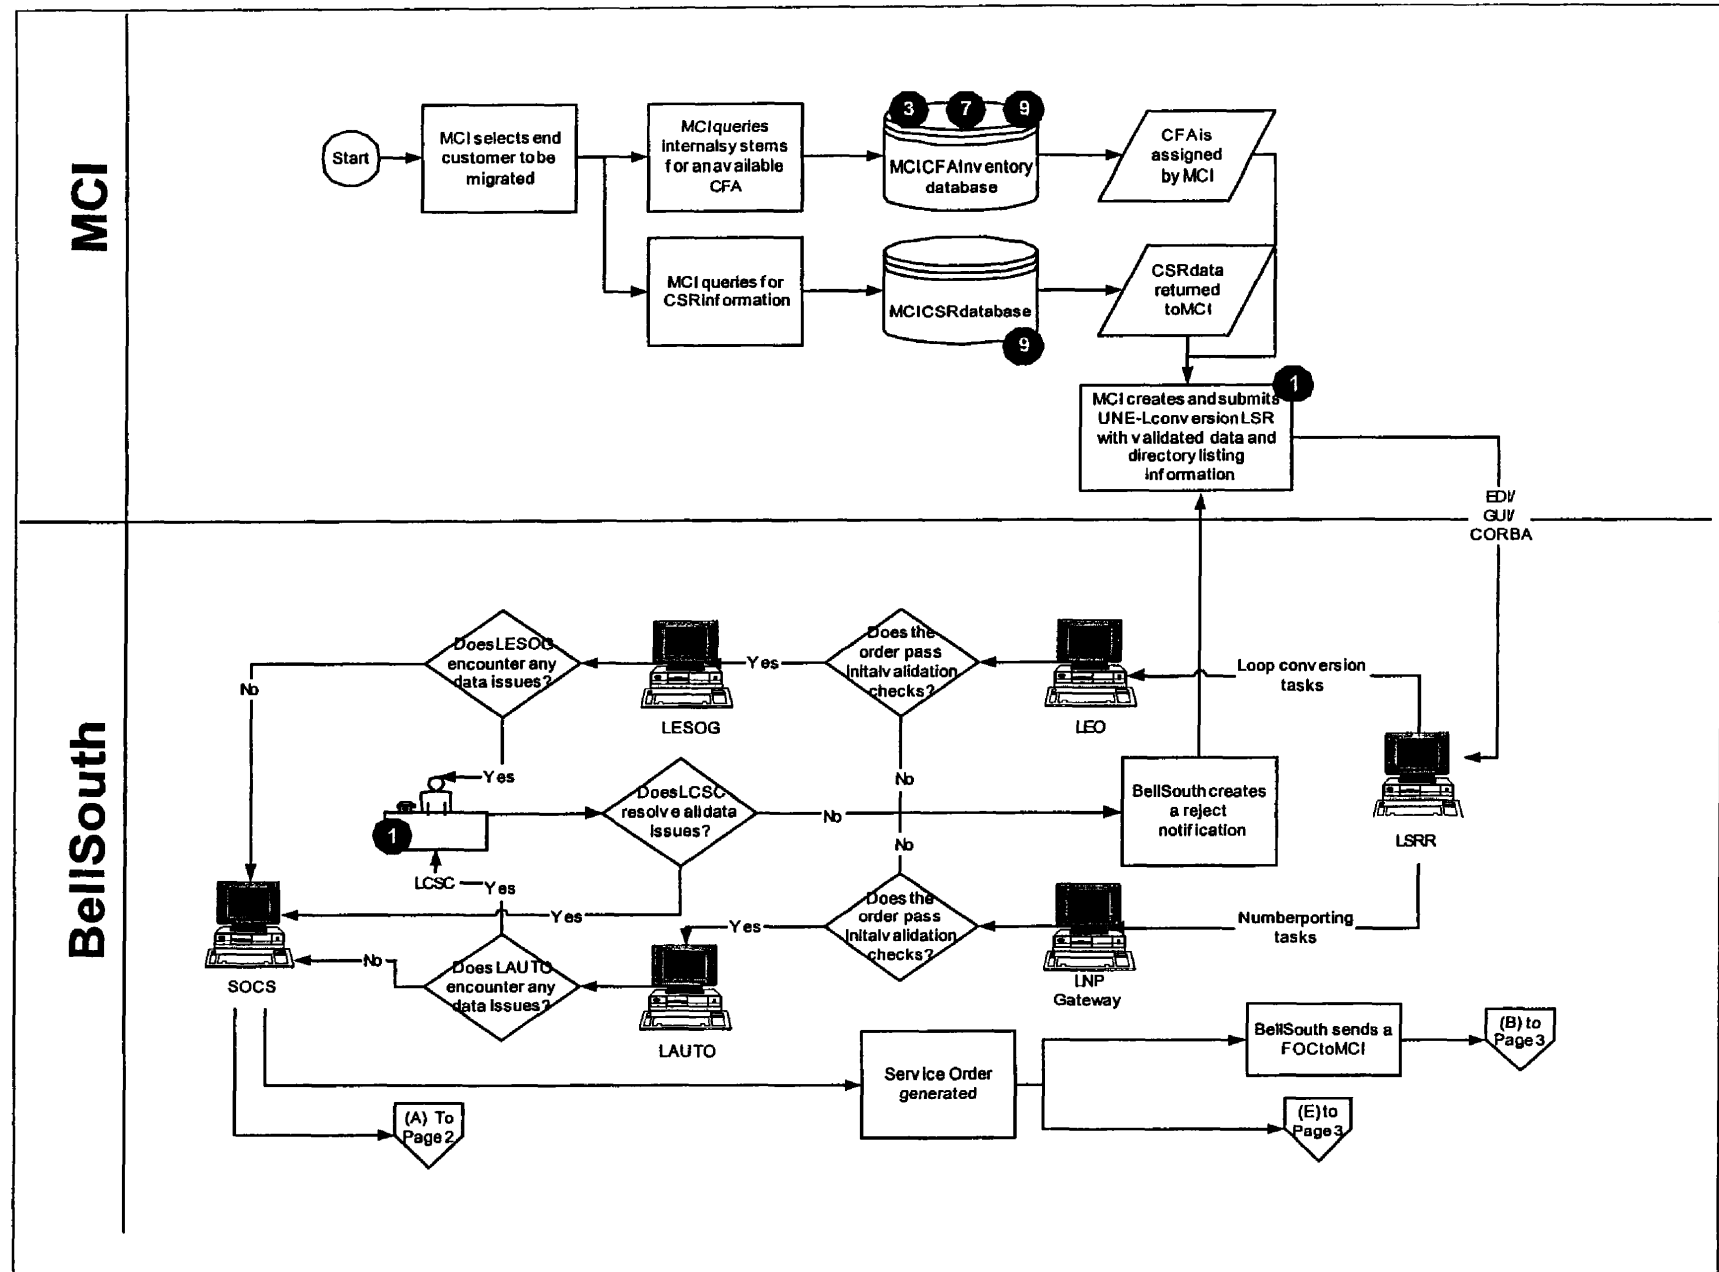 MCI
Start
MCI selects end
customer to be
migrated
MCI queries
internal systems
for an available
CFA
3
7
9
MCI CFA Inventory
database
CFA is
assigned
by MCI
MCI queries for
CSR information
MCI CSR database
9
CSR data
returned
to MCI
1
MCI creates and submits
UNE-L conversion LSR
with validated data and
directory listing
information
EDI/
GUI/
CORBA
BellSouth
Does LESOG
encounter any
data issues?
No
Yes
LESOG
Yes
Does the
order pass
inital validation
checks?
No
LEO
Loop conversion
tasks
LSRR
1
LCSC
Does LCSC
resolve all data
issues?
No
Yes
BellSouth creates
a reject
notification
No
Does the
order pass
inital validation
checks?
Yes
LNP
Gateway
Number porting
tasks
Yes
SOCS
No
Does LAUTO
encounter any
data issues?
LAUTO
Service Order
generated
BellSouth sends a
FOC to MCI
(B) to
Page 3
(A) To
Page 2
(E) to
Page 3